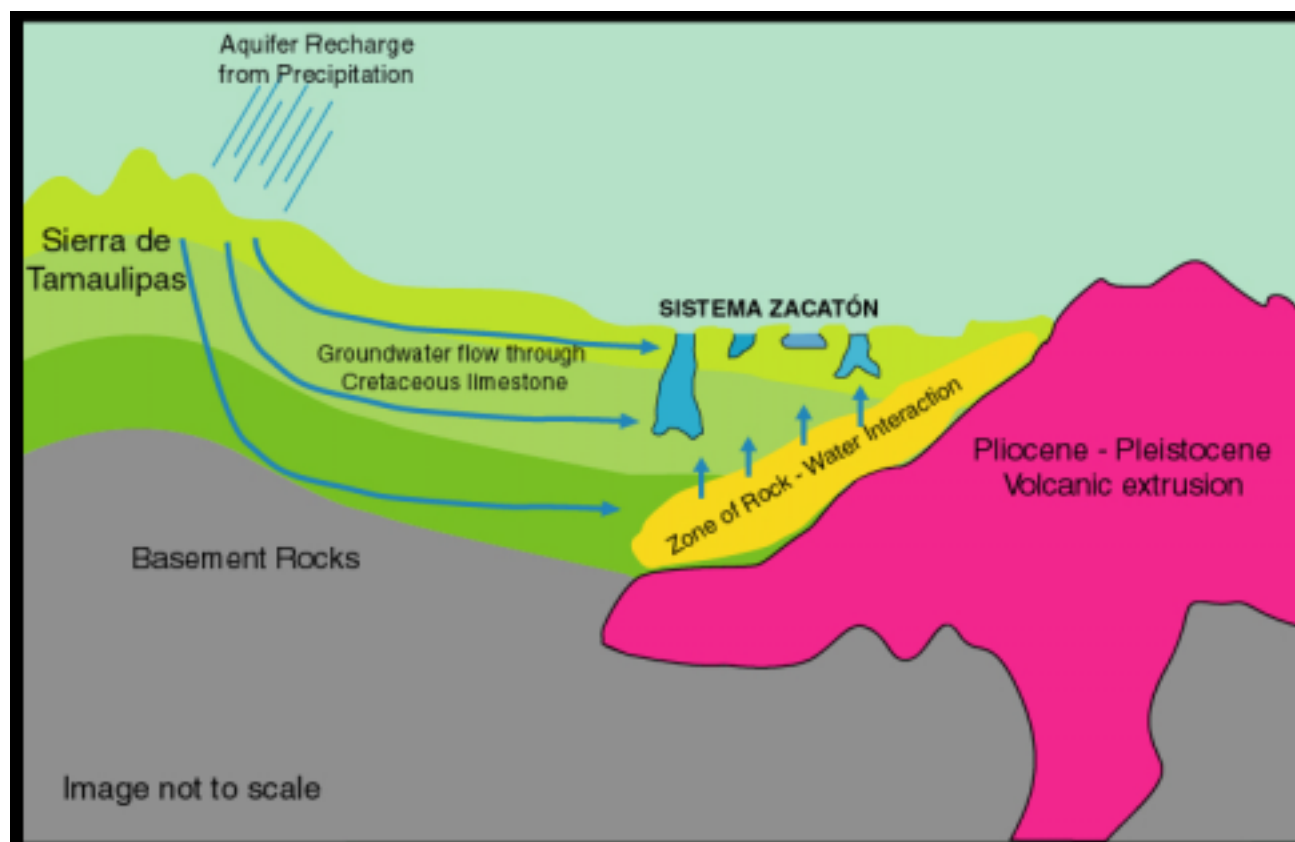 Aquifer Recharge
from Precipitation
Sierra de
Tamaulipas
SISTEMA ZACATÓN
Groundwater flow through
Cretaceous limestone
Zone of Rock - Water Interaction
Pliocene - Pleistocene
Volcanic extrusion
Basement Rocks
Image not to scale